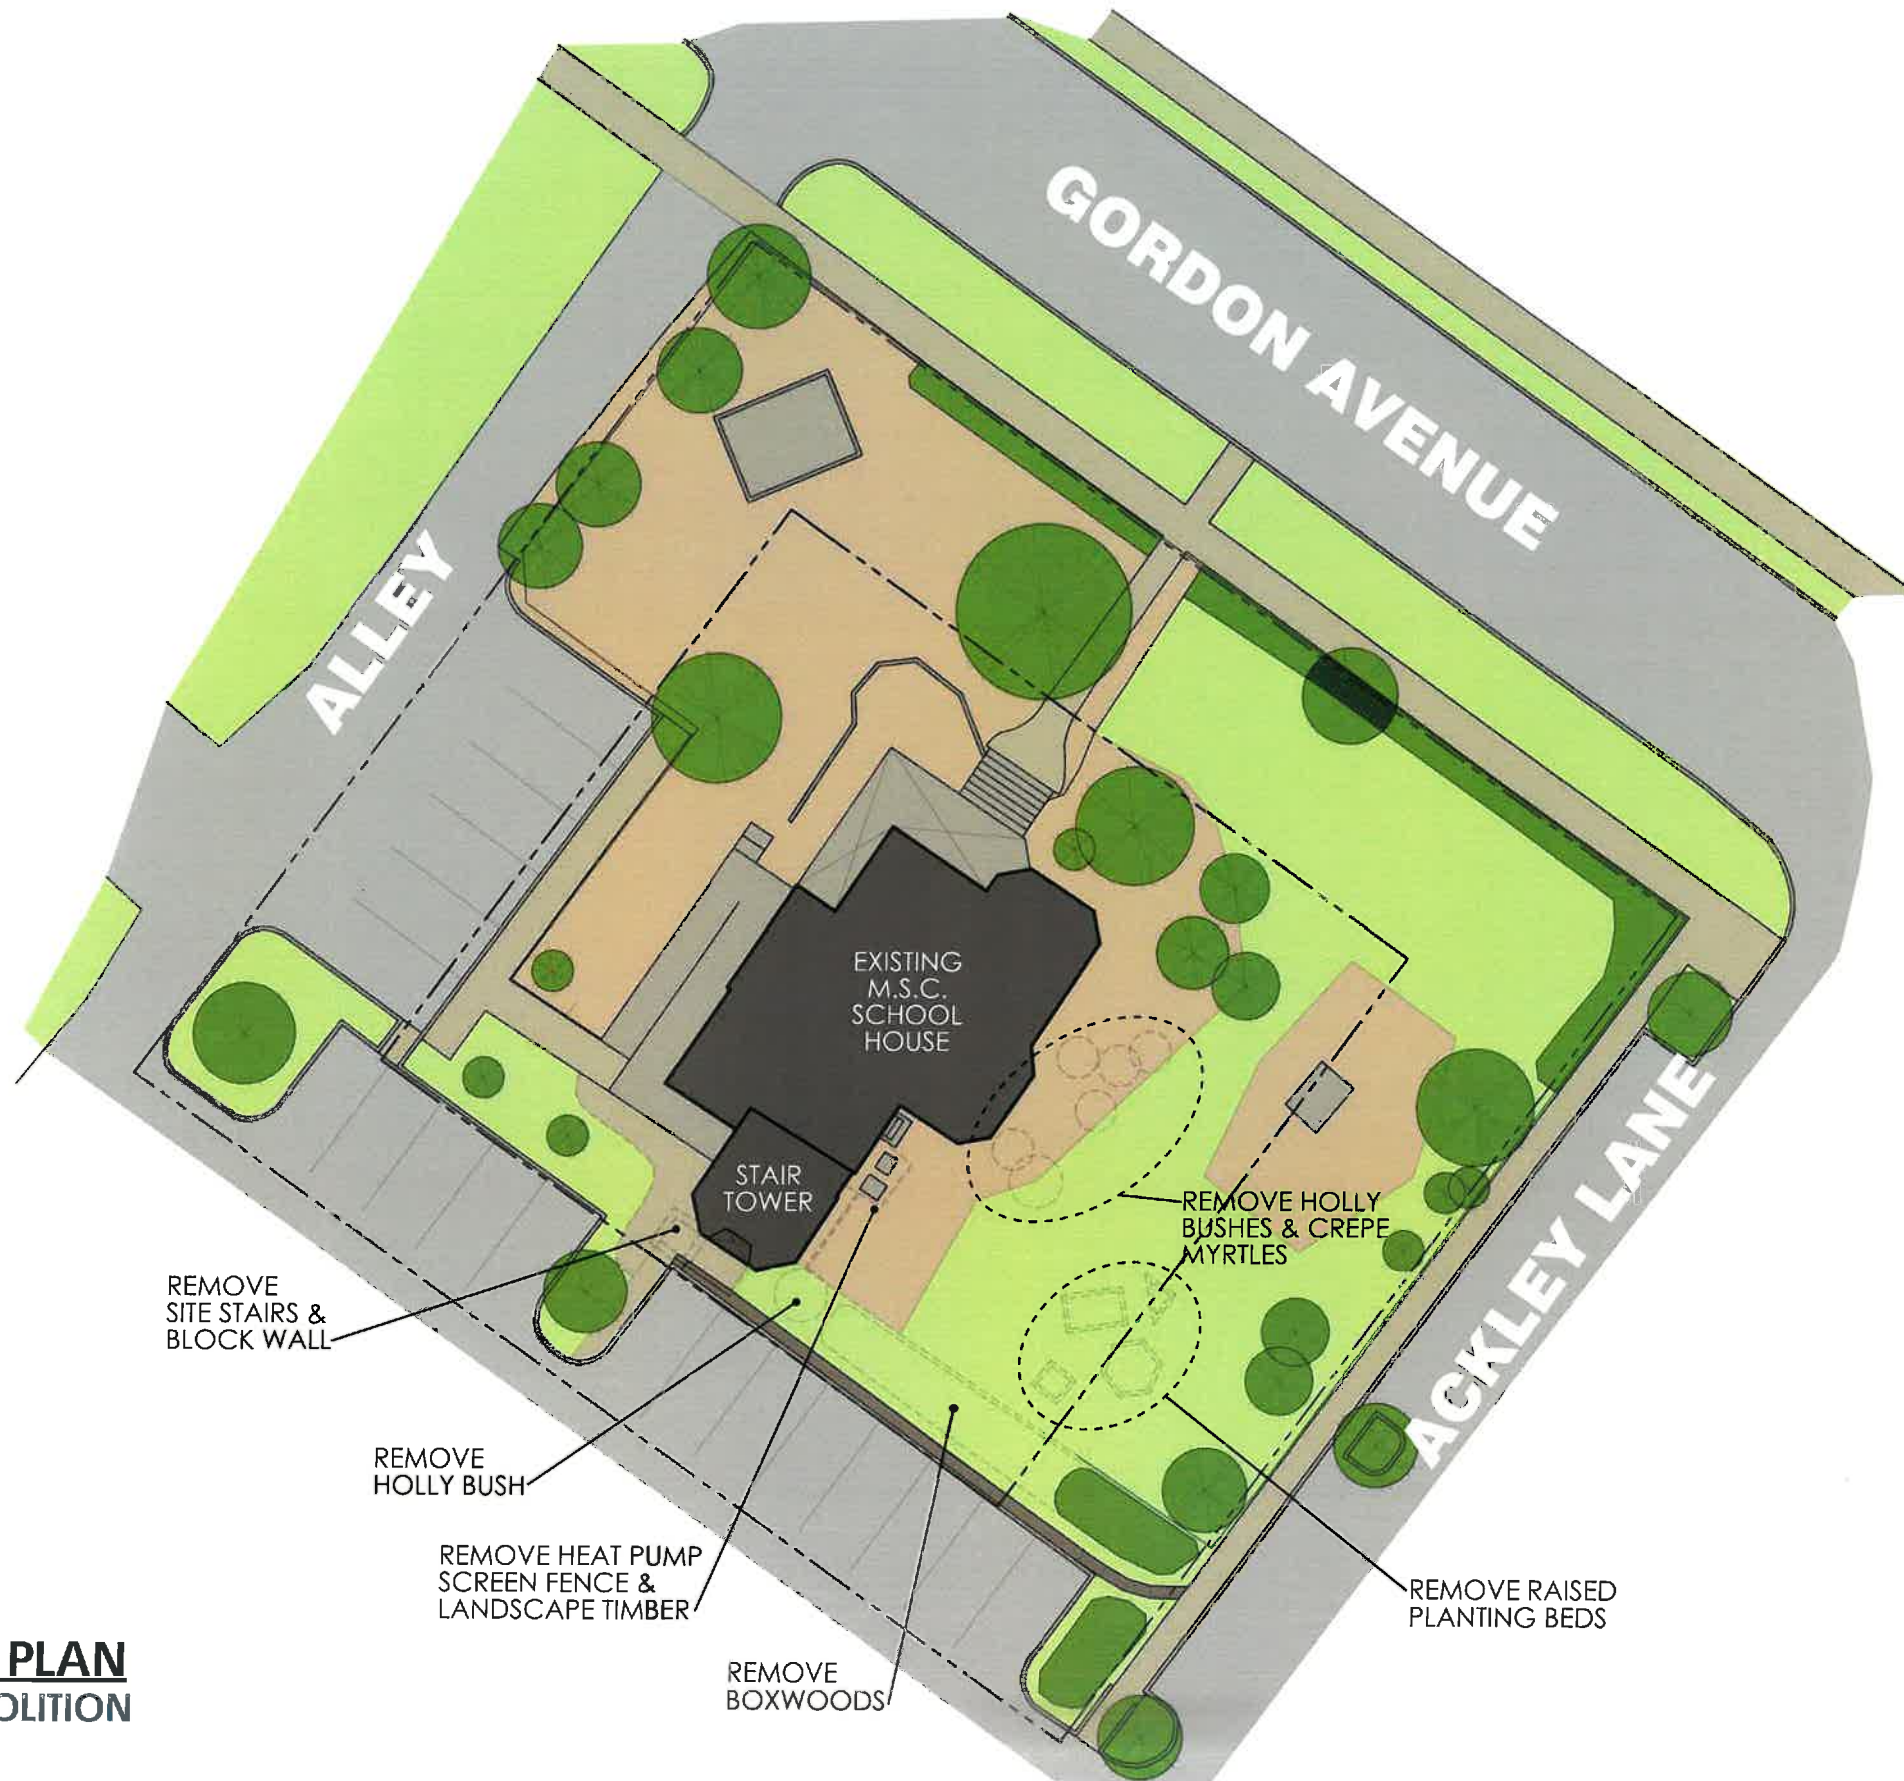 GORDON AVENUE
ALLEY
EXISTING
M.S.C.
SCHOOL
HOUSE
STAIR
TOWER
ACKLEY LANE
REMOVE HOLLY
BUSHES & CREPE
MYRTLES
REMOVE
SITE STAIRS &
BLOCK WALL
REMOVE
HOLLY BUSH
REMOVE HEAT PUMP
SCREEN FENCE &
LANDSCAPE TIMBER
REMOVE RAISED
PLANTING BEDS
REMOVE
BOXWOODS
PLAN
OLITION